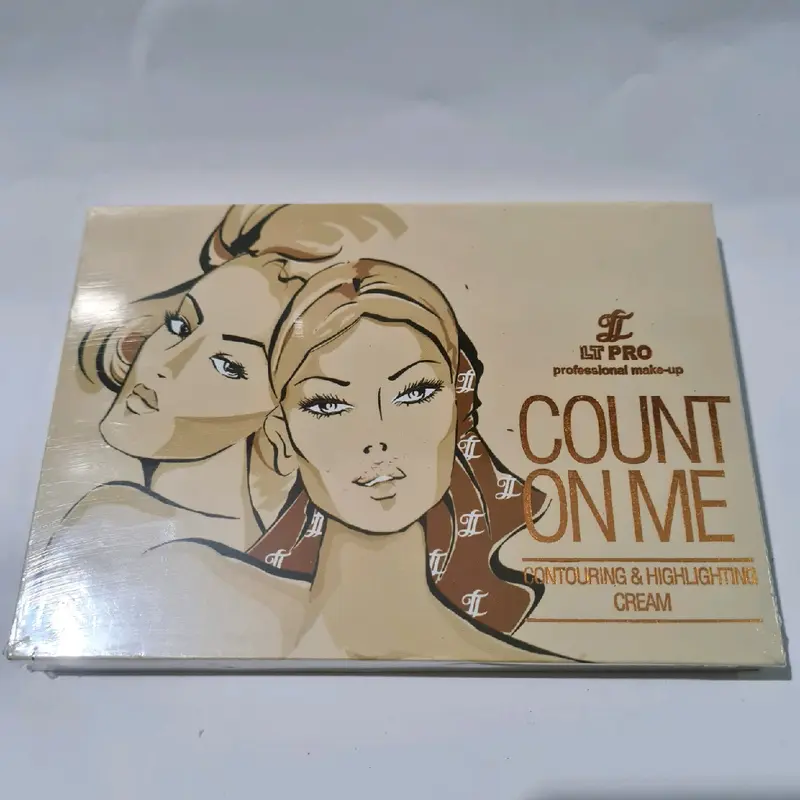 LT PRO
professional make-up
COUNT
ON ME
CONTOURING & HIGHLIGHTING
CREAM